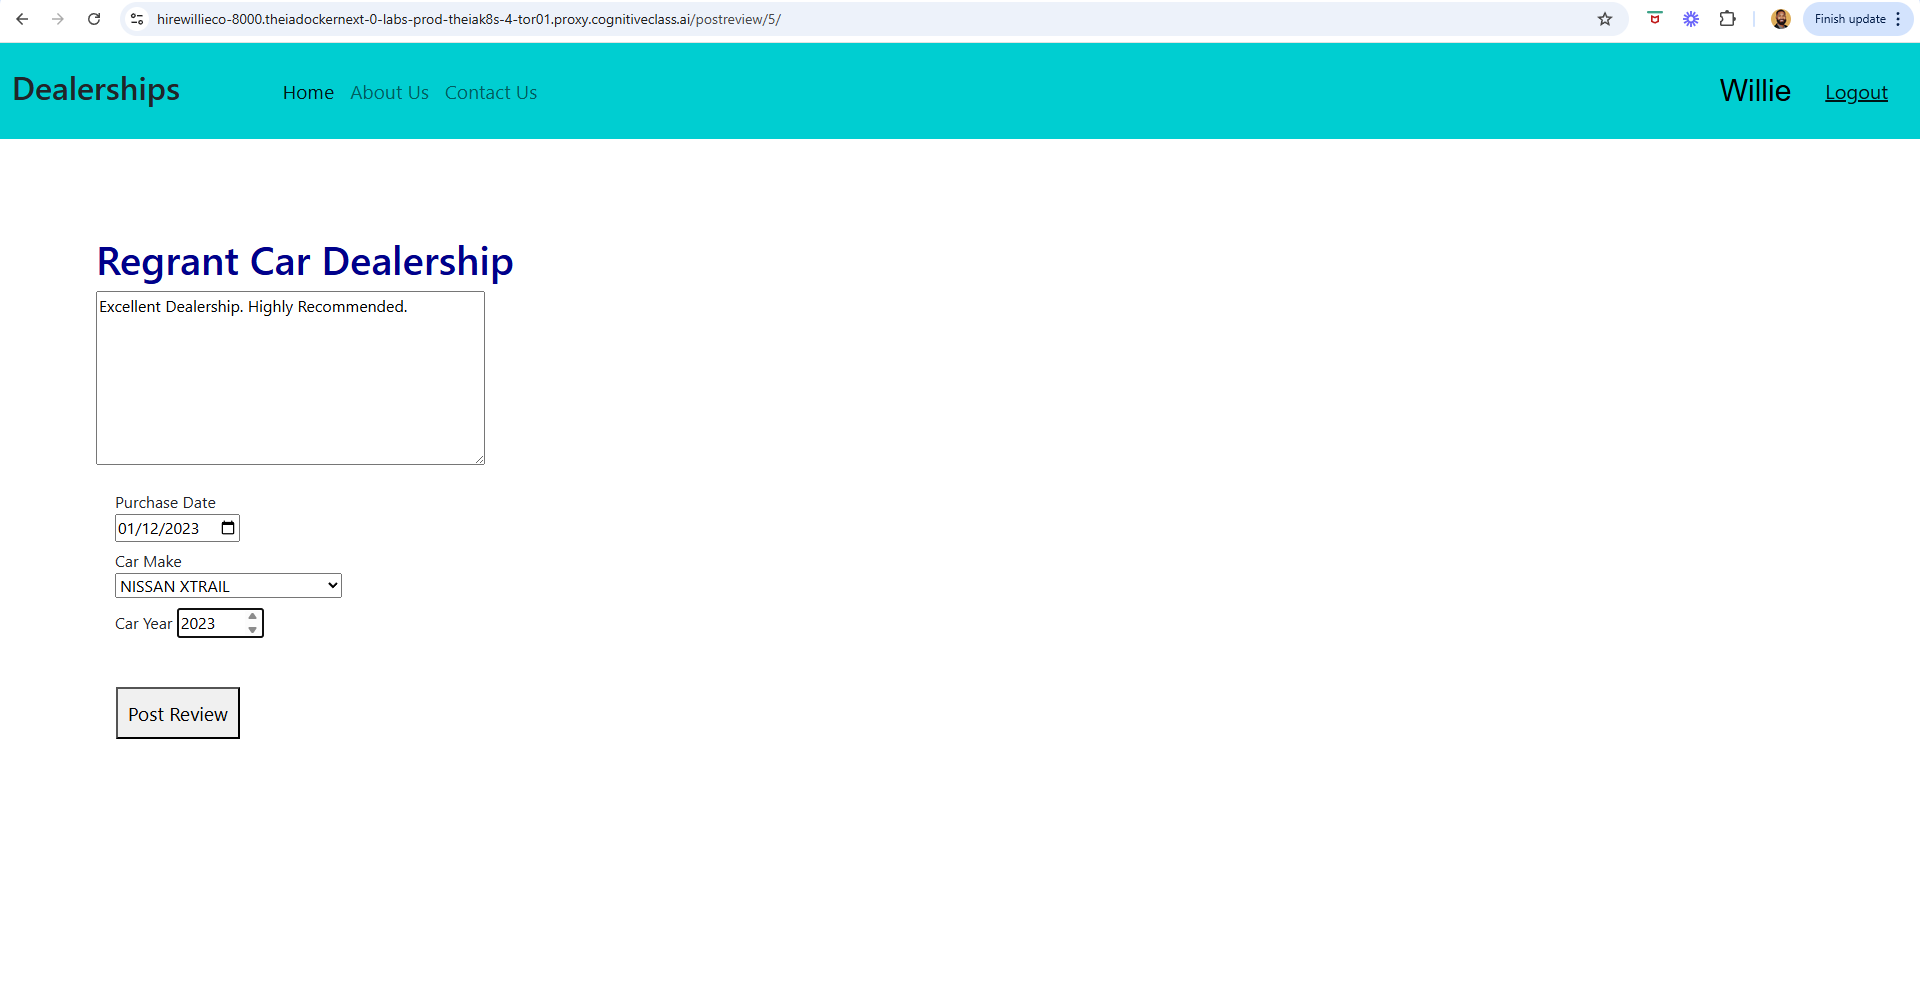 hirewillieco-8000.theiadockernext-0-labs-prod-theiak8s-4-tor01.proxy.cognitiveclass.ai/postreview/5/
Finish update
Dealerships
Home About Us Contact Us
Willie Logout
Regrant Car Dealership
Excellent Dealership. Highly Recommended.
Purchase Date
01/12/2023
Car Make
NISSAN XTRAIL
Car Year 2023
Post Review